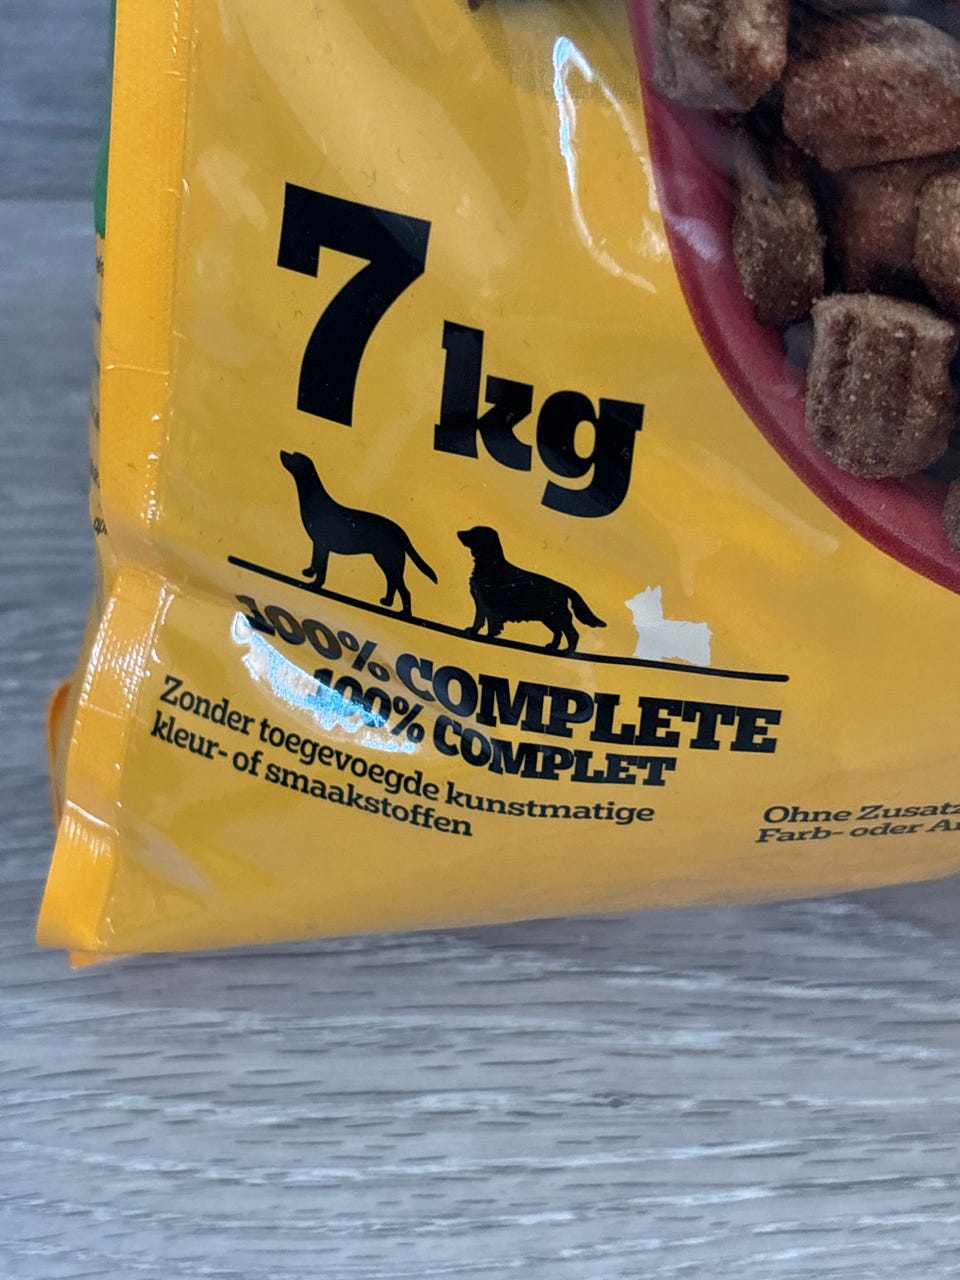 7 kg
100% COMPLETE
100% COMPLET
Zonder toegevoegde kunstmatige
kleur- of smaakstoffen
Ohne Zusatz
Farb- oder